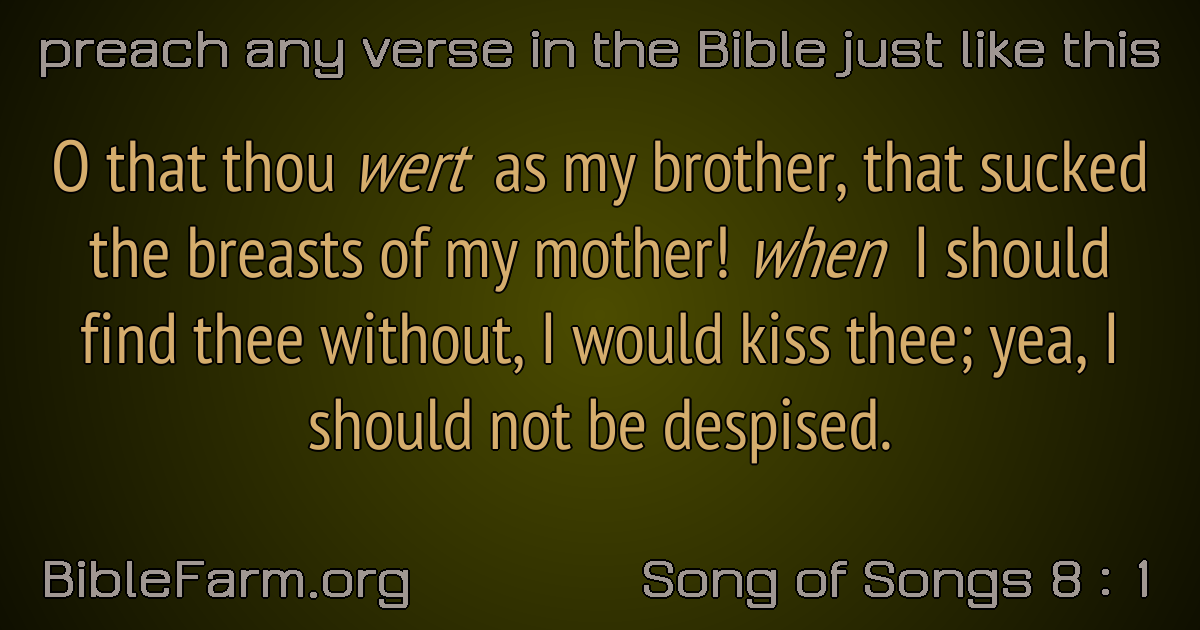 preach any verse in the Bible just like this
O that thou wert as my brother, that sucked
the breasts of my mother! when I should
find thee without, I would kiss thee; yea, I
should not be despised.
BibleFarm.org
Song of Songs 8 : 1